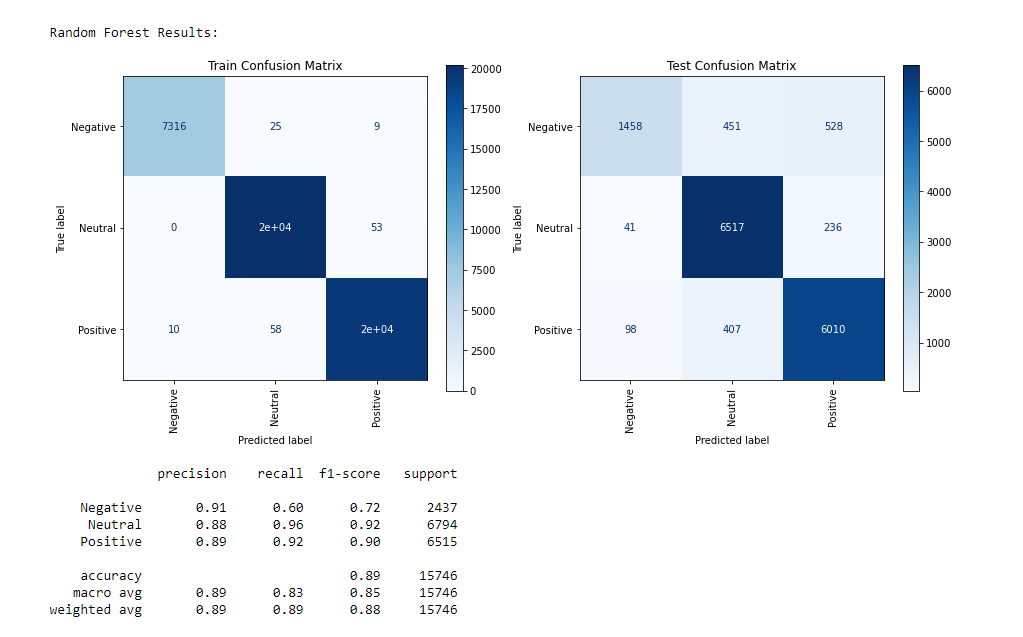 Random Forest Results:
Train Confusion Matrix
Negative 7316 25 9
Neutral 0 2e+04 53
Positive 10 58 2e+04
True label
Negative Neutral Positive
Predicted label
20000
17500
15000
12500
10000
7500
5000
2500
0
Test Confusion Matrix
Negative 1458 451 528
Neutral 41 6517 236
Positive 98 407 6010
True label
Negative Neutral Positive
Predicted label
6000
5000
4000
3000
2000
1000
precision recall f1-score support
Negative 0.91 0.60 0.72 2437
Neutral 0.88 0.96 0.92 6794
Positive 0.89 0.92 0.90 6515
accuracy 0.89 15746
macro avg 0.89 0.83 0.85 15746
weighted avg 0.89 0.89 0.88 15746